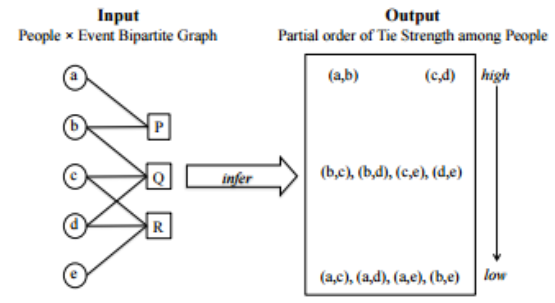 Input
People × Event Bipartite Graph
a
b
c
d
e
P
Q
R
infer
Output
Partial order of Tie Strength among People
(a,b) (c,d) high
(b,c), (b,d), (c,e), (d,e)
(a,c), (a,d), (a,e), (b,e) low